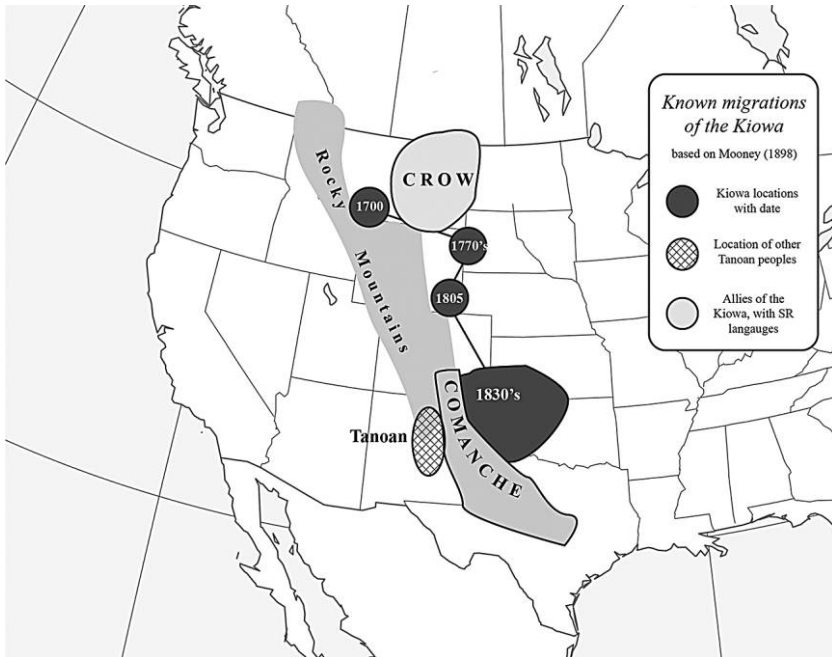 Known migrations
of the Kiowa
based on Mooney (1898)
Kiowa locations
with date
Location of other
Tanoan peoples
Allies of the
Kiowa, with SR
langauges
Rocky
Mountains
CROW
1700
1770's
1805
1830's
COMANCHE
Tanoan